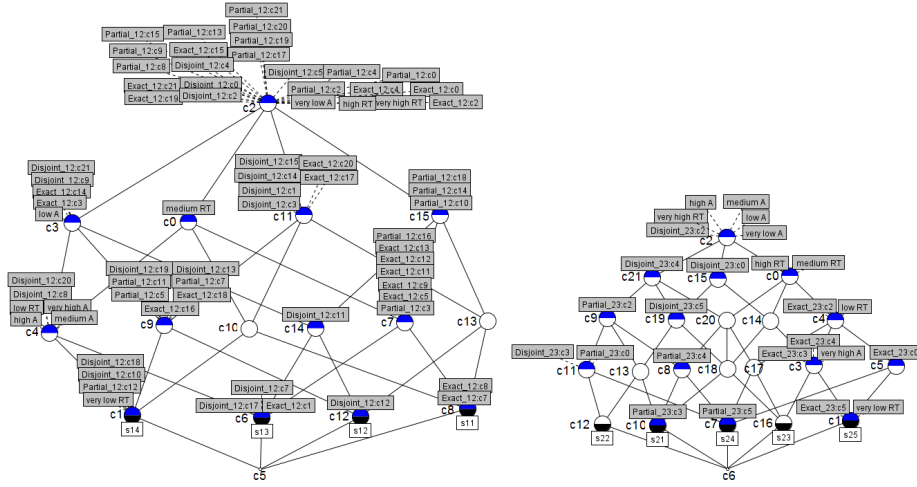 Partial_12:c21
Partial_12:c20
Partial_12:c15
Partial_12:c13
Partial_12:c19
Partial_12:c9
Exact_12:c15
Partial_12:c17
Partial_12:c8
Disjoint_12:c4
Disjoint_12:c5
Partial_12:c4
Partial_12:c0
Exact_12:c21
Disjoint_12:c0
Partial_12:c2
Exact_12:c4
Exact_12:c0
Exact_12:c19
Disjoint_12:c2
very low A
high RT
very high RT
Exact_12:c2
c2
Disjoint_12:c21
Disjoint_12:c9
Exact_12:c14
Exact_12:c3
low A
c3
medium RT
c0
Disjoint_12:c15
Exact_12:c20
Disjoint_12:c14
Exact_12:c17
Disjoint_12:c1
Disjoint_12:c3
c11
Partial_12:c18
Partial_12:c14
Partial_12:c10
c15
Disjoint_12:c20
Disjoint_12:c8
low RT
very high A
high A
medium A
c4
Disjoint_12:c19
Disjoint_12:c13
Partial_12:c11
Partial_12:c7
Partial_12:c5
Exact_12:c18
Exact_12:c16
c9
c10
Disjoint_12:c11
c14
Partial_12:c16
Exact_12:c13
Exact_12:c12
Exact_12:c11
Exact_12:c9
Exact_12:c5
Partial_12:c3
c7
c13
Disjoint_12:c18
Disjoint_12:c10
Partial_12:c12
very low RT
c1
s14
Disjoint_12:c7
Disjoint_12:c17
Exact_12:c1
c6
s13
Disjoint_12:c12
c12
s12
Exact_12:c8
Exact_12:c7
c8
s11
c5
high A
medium A
very high RT
low A
Disjoint_23:c2
very low A
c2
Disjoint_23:c4
c21
Disjoint_23:c0
c15
high RT
medium RT
c0
Partial_23:c2
c9
Disjoint_23:c5
c19
c20
c14
Exact_23:c2
low RT
c4
Disjoint_23:c3
Partial_23:c0
c11
c13
Partial_23:c4
c8
c18
c17
Exact_23:c4
Exact_23:c3
very high A
c3
Exact_23:c0
c5
c12
s22
Partial_23:c3
c10
s21
Partial_23:c5
c7
s24
c16
s23
Exact_23:c5
very low RT
c1
s25
c6